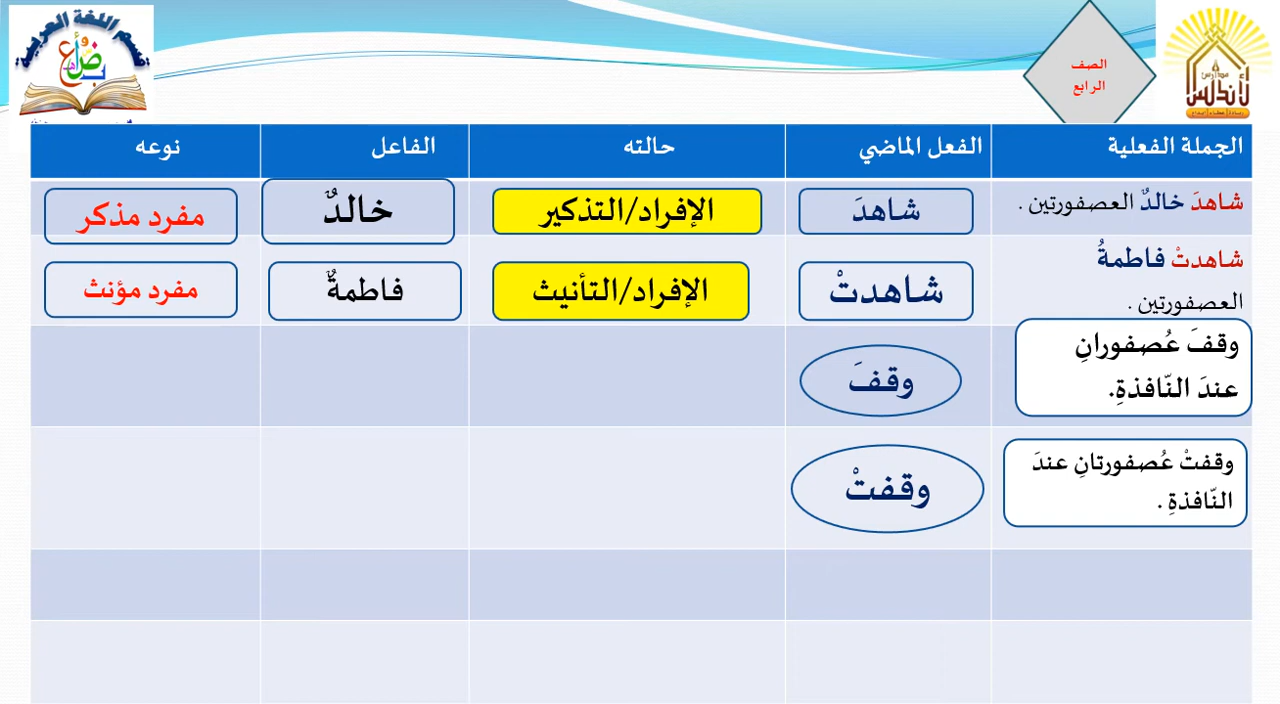 قسم اللغة العربية
الصف
الرابع
مدارس
الأندلس
الجملة الفعلية
الفعل الماضي
حالته
الفاعل
نوعه
شاهدَ خالدٌ العصفورتين .
شاهدَ
الإفراد/التذكير
خالدٌ
مفرد مذكر
شاهدتْ فاطمةُ
العصفورتين .
شاهدتْ
الإفراد/التأنيث
فاطمةٌ
مفرد مؤنث
وقفَ عُصفورانِ
عندَ النّافذةِ.
وقفَ
وقفتْ عُصفورتانِ عندَ
النّافذةِ .
وقفتْ